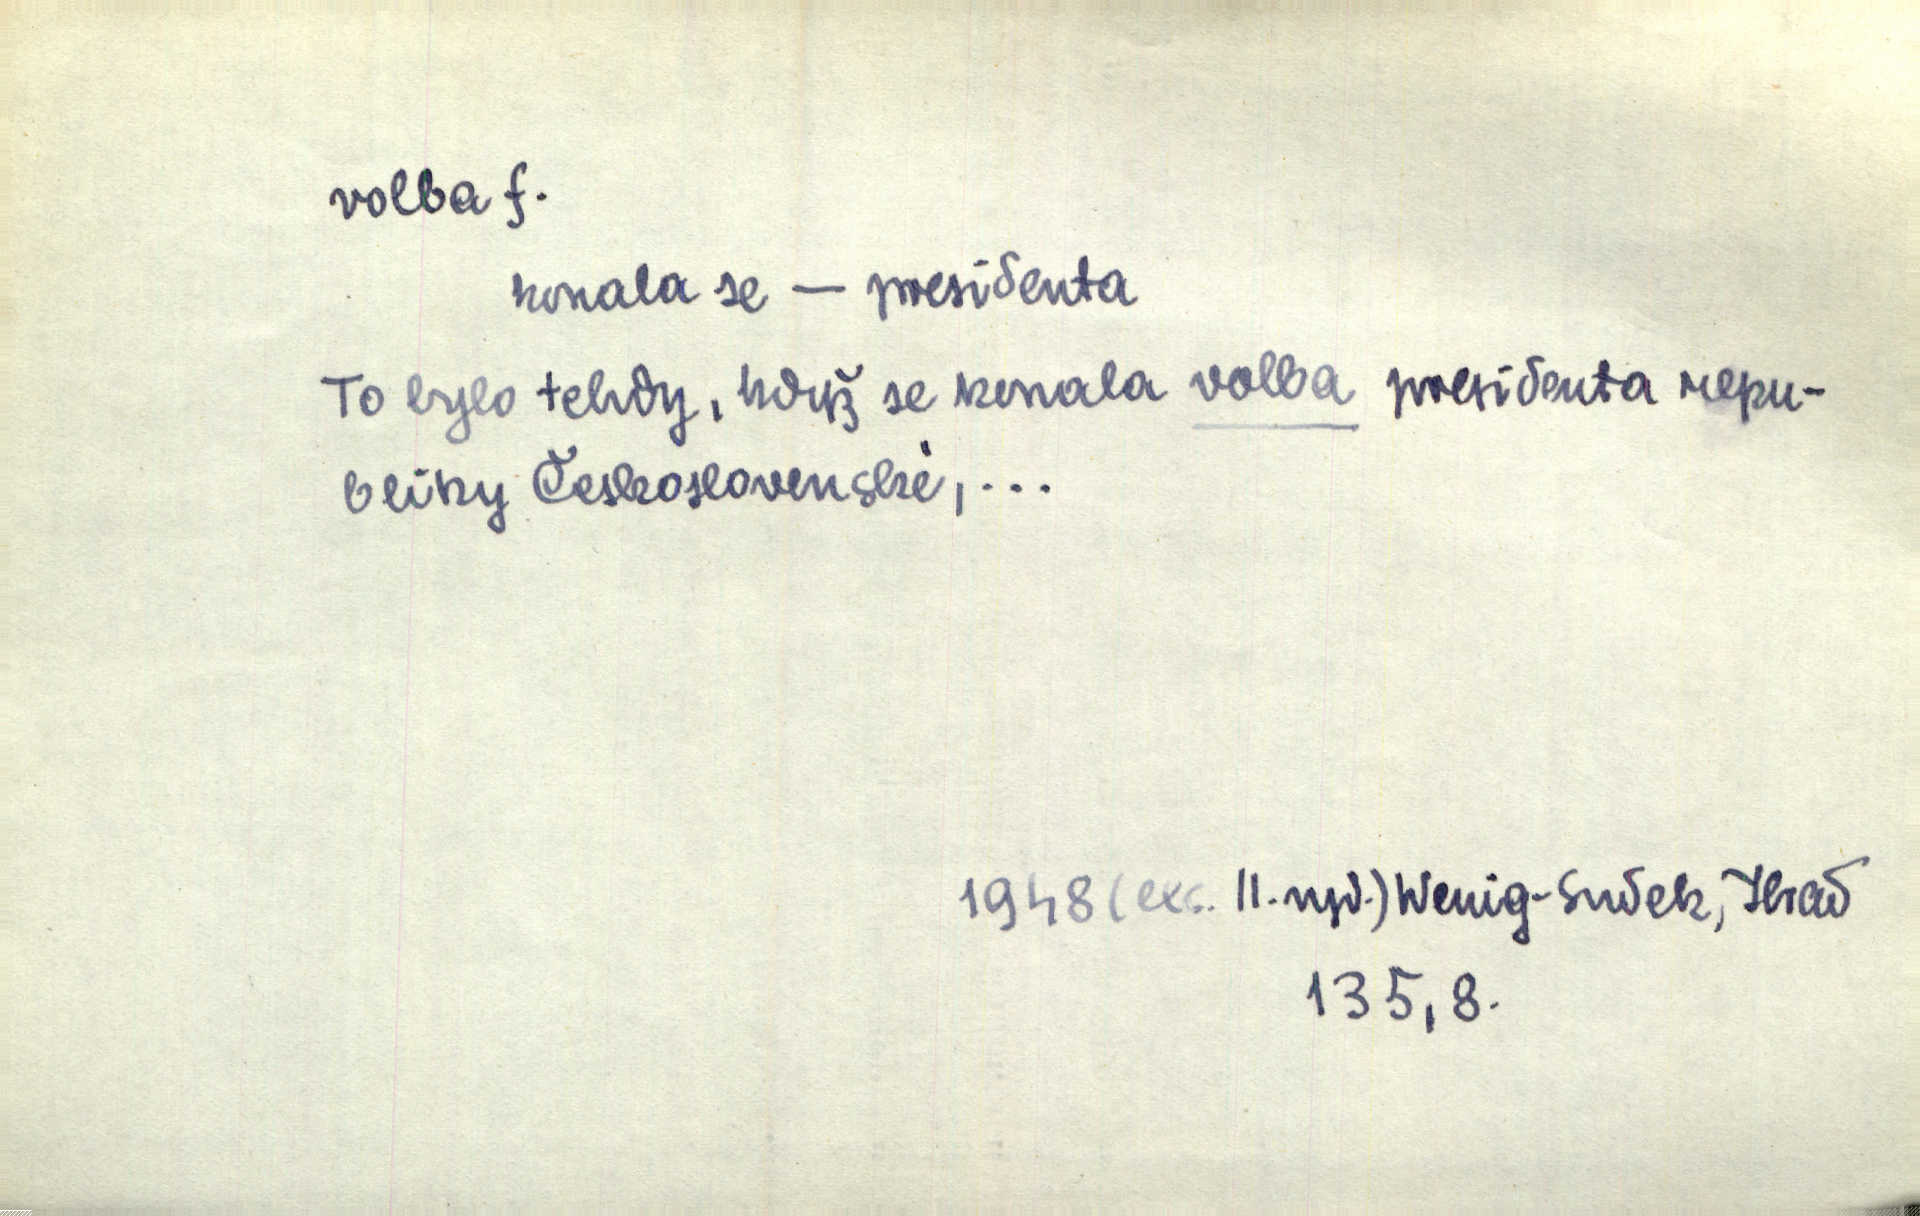 volba f.
konala se — presidenta
To bylo tehdy, když se konala volba presidenta repu-
bliky Československé, ...
1948 (exc. II. vyd.) Wenig-Sudek, Hrad
135, 8.